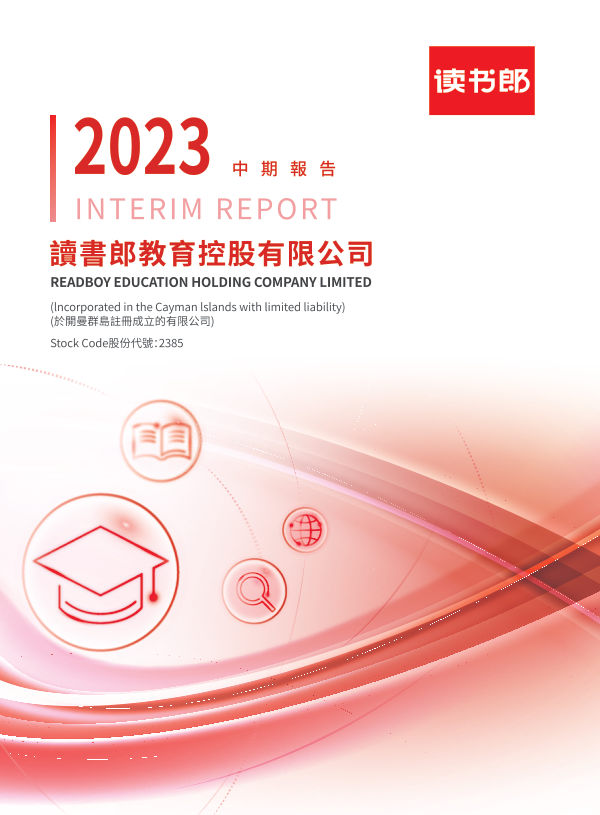 读书郎
2023 中期報告
INTERIM REPORT
讀書郎教育控股有限公司
READBOY EDUCATION HOLDING COMPANY LIMITED
(Incorporated in the Cayman Islands with limited liability)
(於開曼群島註冊成立的有限公司)
Stock Code股份代號:2385